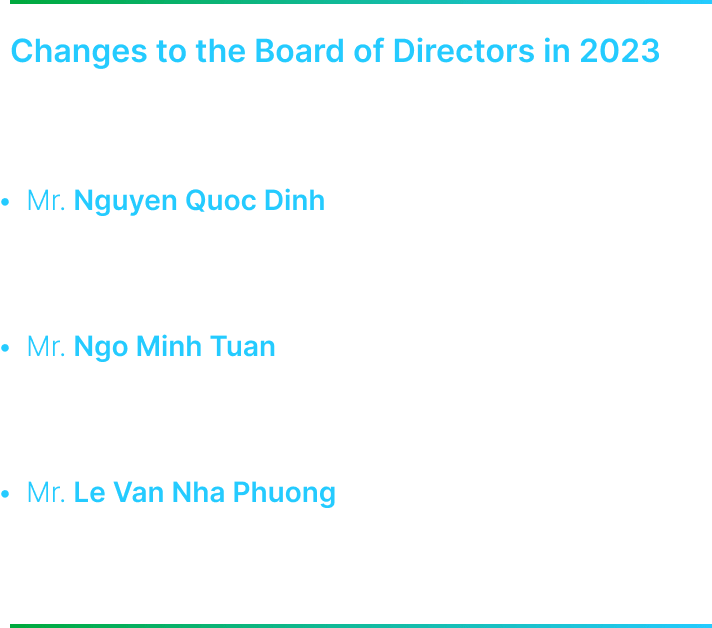 Changes to the Board of Directors in 2023
• Mr. Nguyen Quoc Dinh
• Mr. Ngo Minh Tuan
• Mr. Le Van Nha Phuong